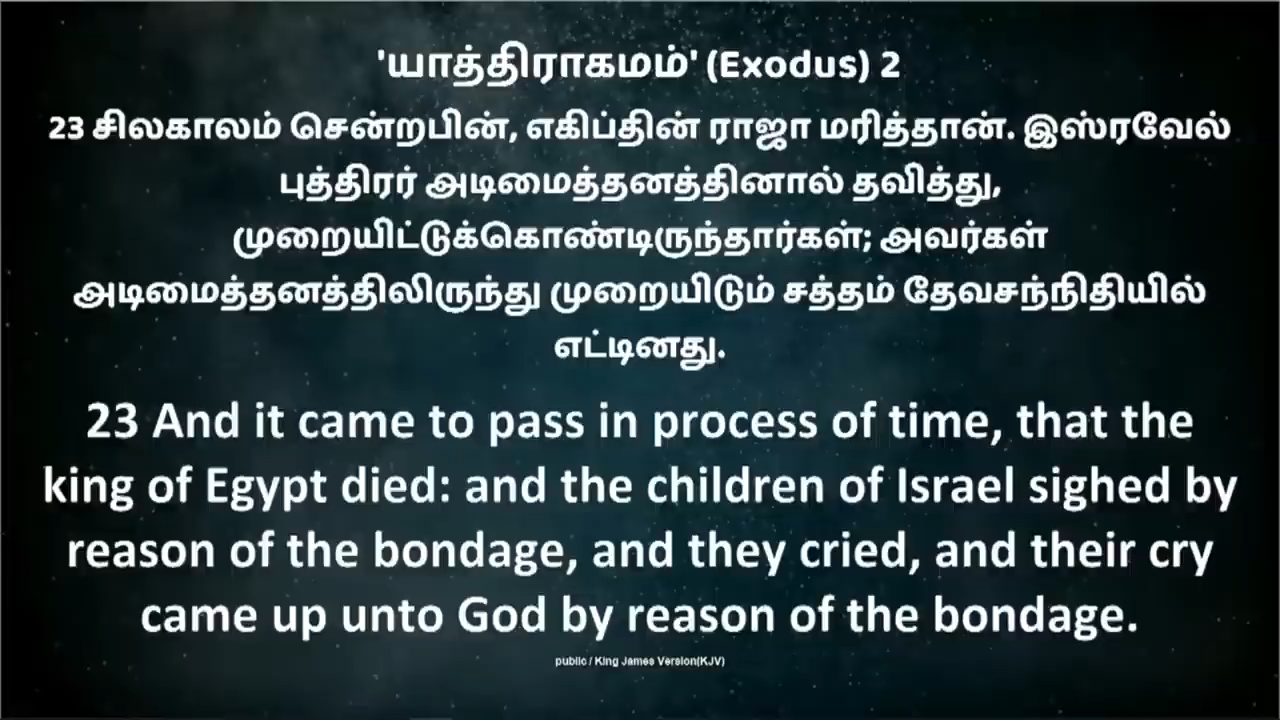 'யாத்திராகமம்' (Exodus) 2
23 சிலகாலம் சென்றபின், எகிப்தின் ராஜா மரித்தான். இஸ்ரவேல்
புத்திரர் அடிமைத்தனத்தினால் தவித்து,
முறையிட்டுக்கொண்டிருந்தார்கள்; அவர்கள்
அடிமைத்தனத்திலிருந்து முறையிடும் சத்தம் தேவசந்நிதியில்
எட்டினது.
23 And it came to pass in process of time, that the
king of Egypt died: and the children of Israel sighed by
reason of the bondage, and they cried, and their cry
came up unto God by reason of the bondage.
public / King James Version(KJV)